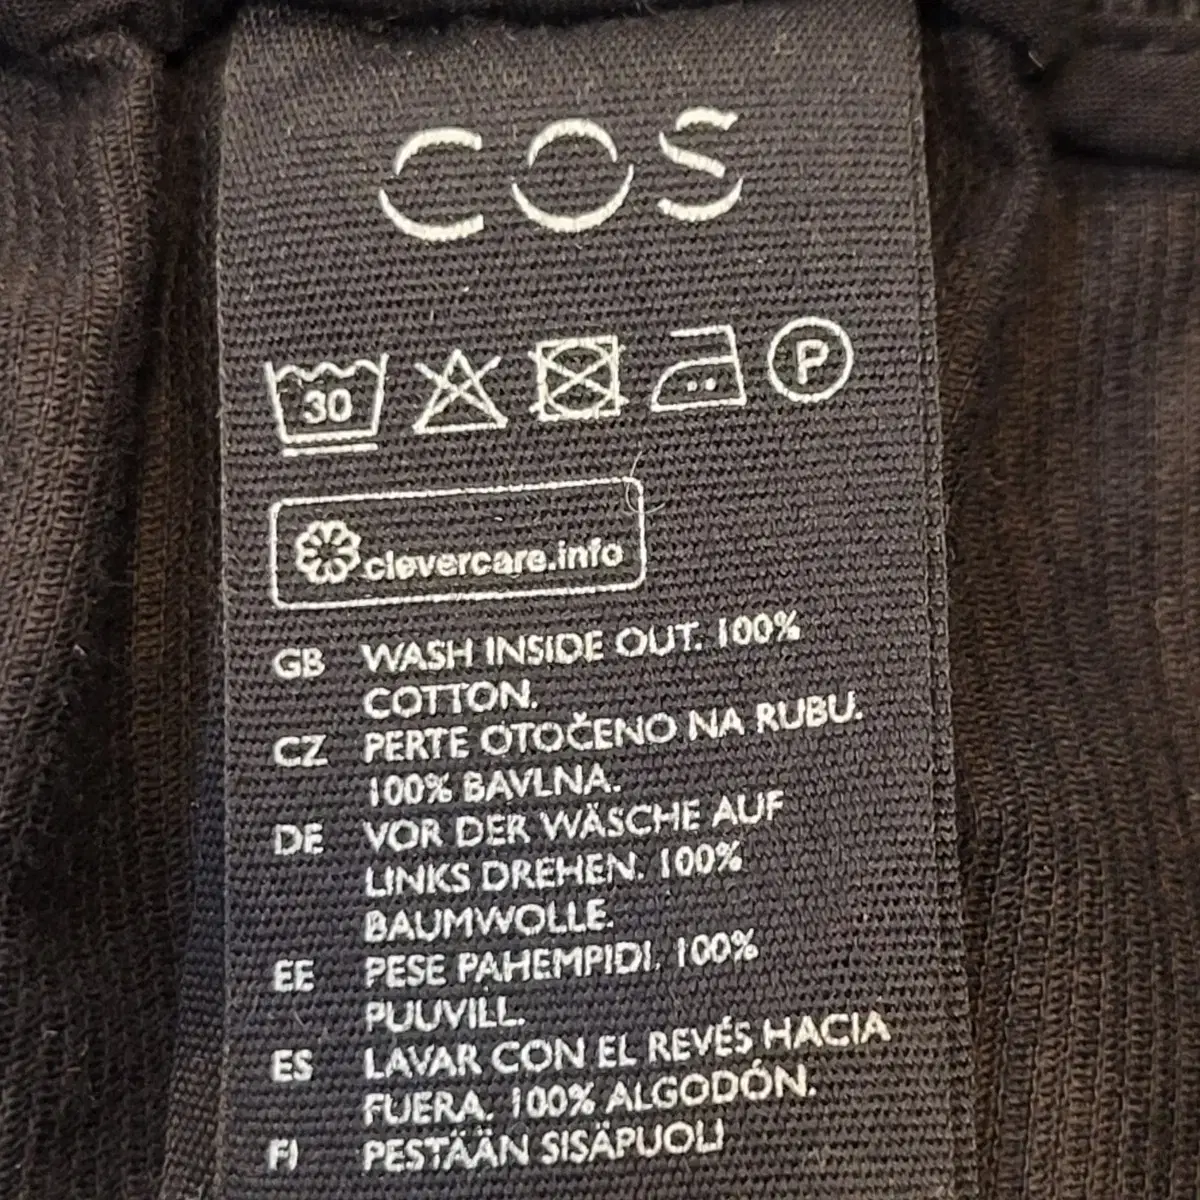 COS
30
P
clevercare.info
GB WASH INSIDE OUT. 100%
COTTON.
CZ PERTE OTOČENO NA RUBU.
100% BAVLNA.
DE VOR DER WÄSCHE AUF
LINKS DREHEN. 100%
BAUMWOLLE.
EE PESE PAHEMPIDI. 100%
PUUVILL.
ES LAVAR CON EL REVÉS HACIA
FUERA. 100% ALGODÓN.
FI PESTÄÄN SISÄPUOLI